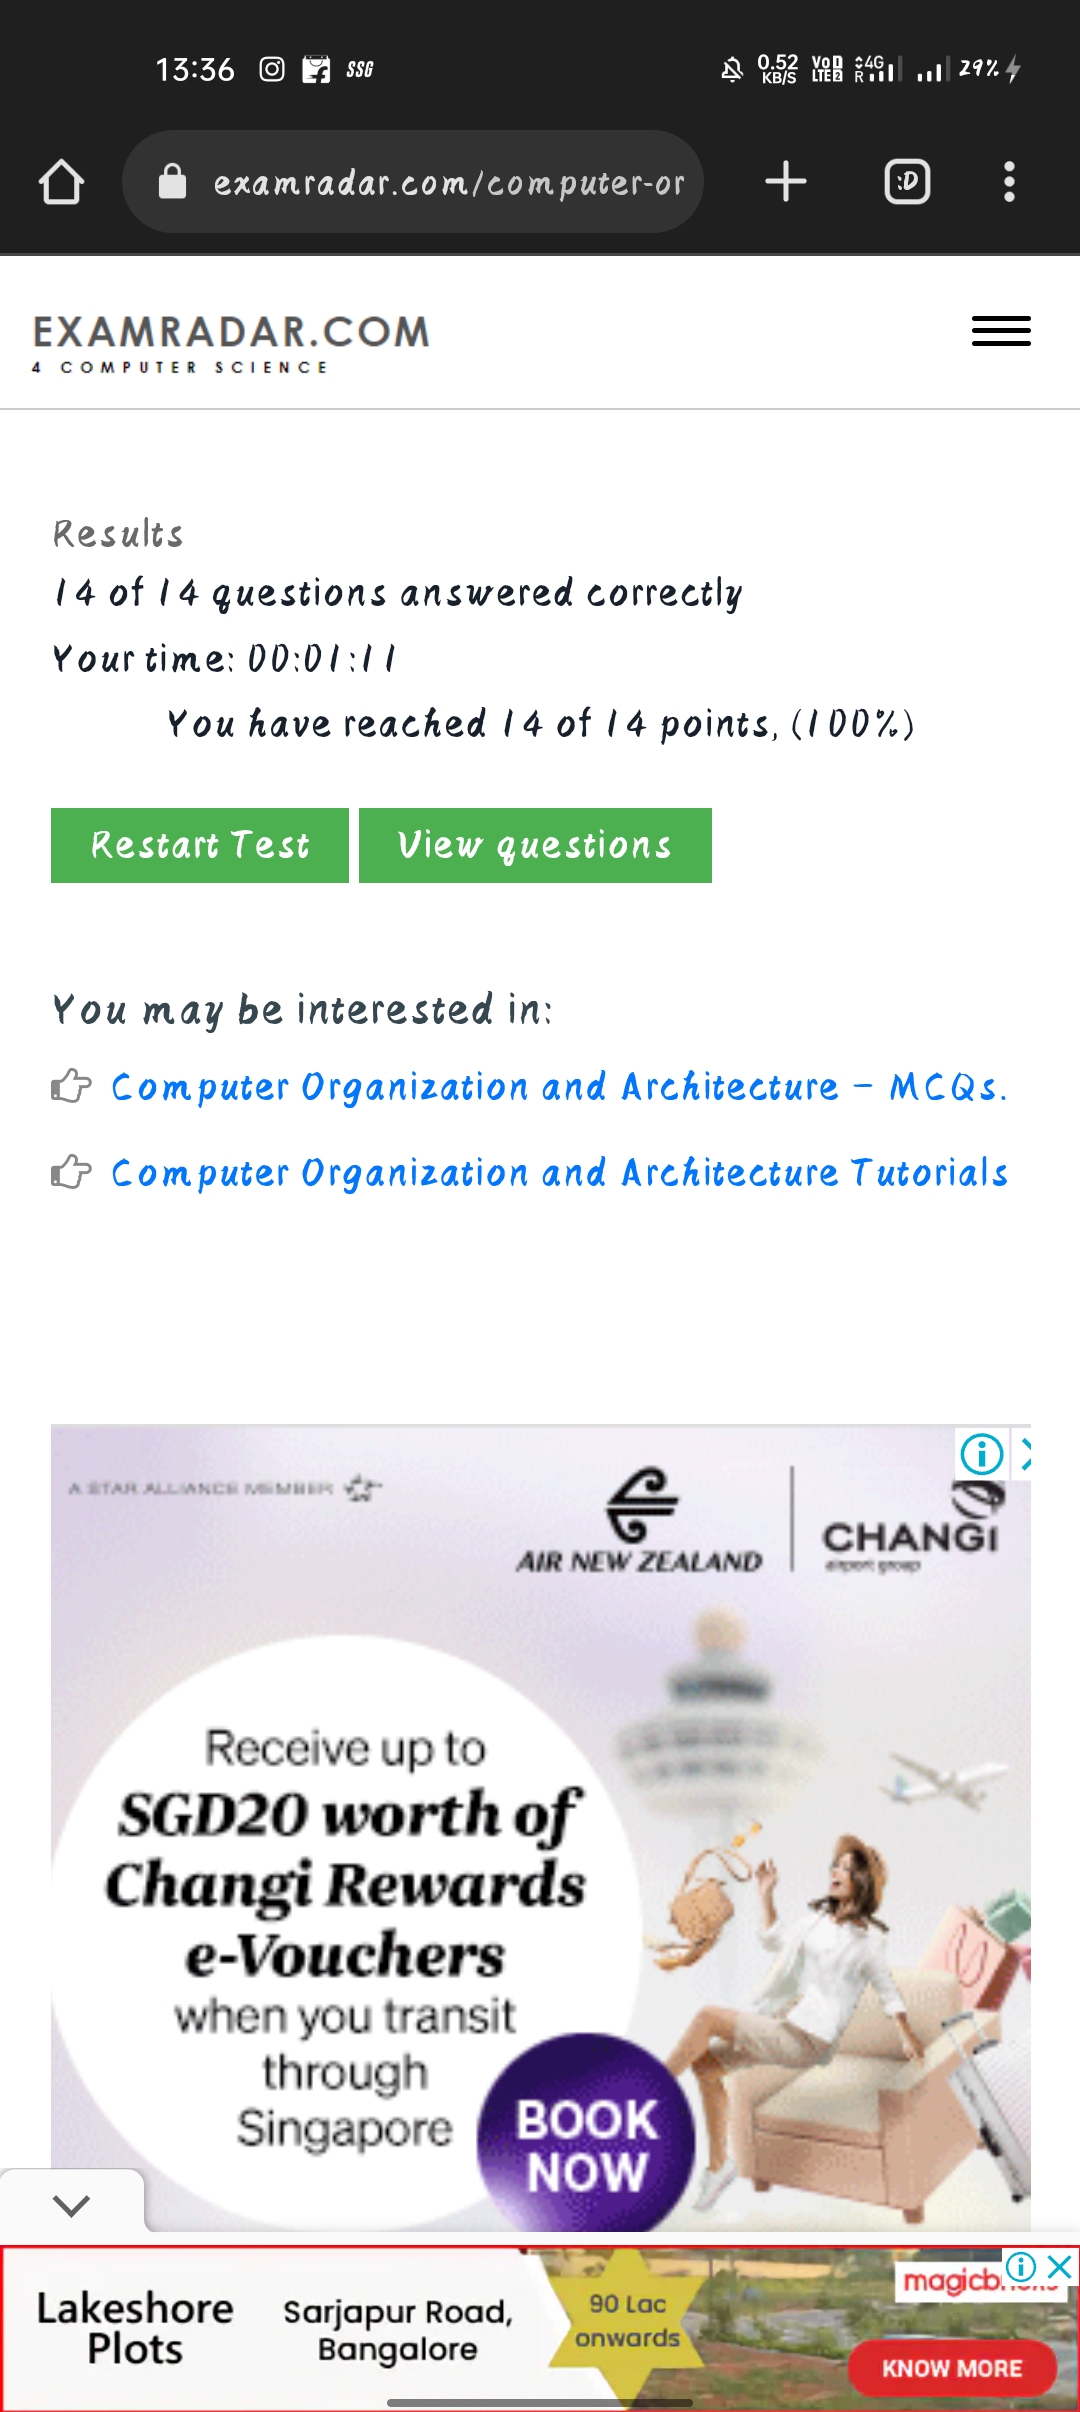 13:36 SSG 0.52 KB/S VoD LTE2 4G R 29%
examradar.com/computer-or :D
EXAMRADAR.COM
4 COMPUTER SCIENCE
Results
14 of 14 questions answered correctly
Your time: 00:01:11
You have reached 14 of 14 points, (100%)
Restart Test View questions
You may be interested in:
Computer Organization and Architecture – MCQs.
Computer Organization and Architecture Tutorials
A STAR ALLIANCE MEMBER
AIR NEW ZEALAND
CHANGI
airport group
Receive up to
SGD20 worth of
Changi Rewards
e-Vouchers
when you transit
through
Singapore
BOOK
NOW
Lakeshore
Plots
Sarjapur Road,
Bangalore
90 Lac
onwards
KNOW MORE